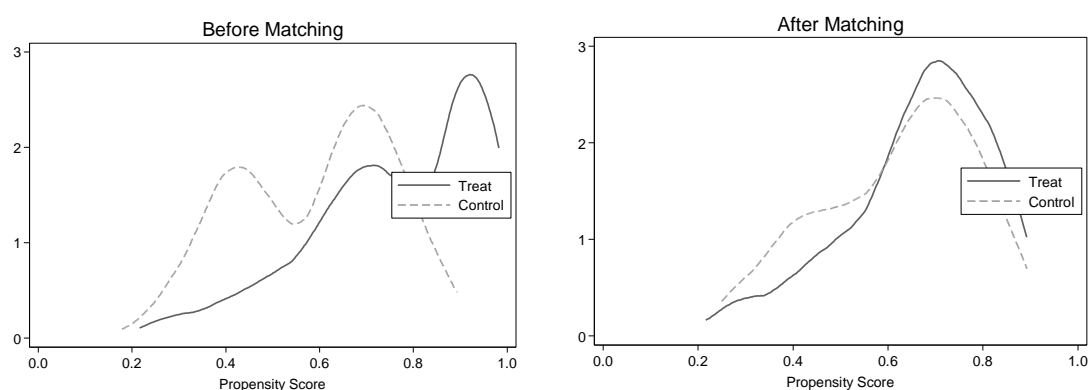 Before Matching
3
2
1
0
Treat
Control
0.0 0.2 0.4 0.6 0.8 1.0
Propensity Score
After Matching
3
2
1
0
Treat
Control
0.0 0.2 0.4 0.6 0.8 1.0
Propensity Score